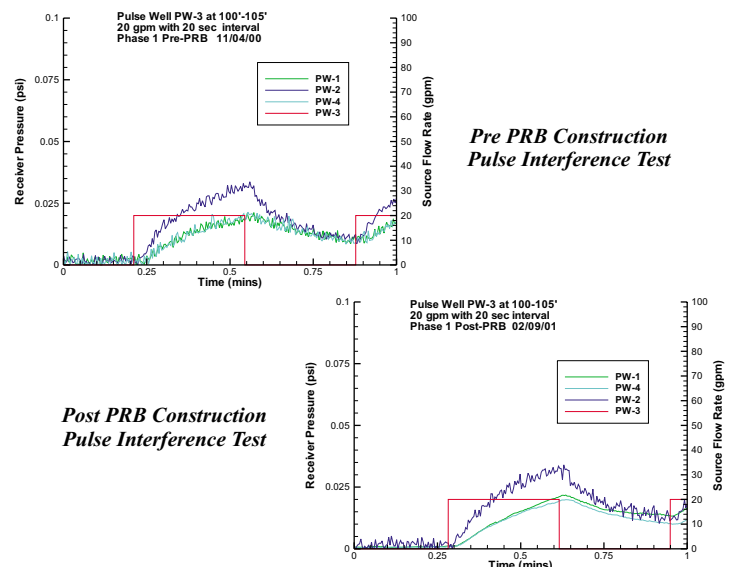 Pulse Well PW-3 at 100'-105'
20 gpm with 20 sec interval
Phase 1 Pre-PRB 11/04/00
PW-1
PW-2
PW-4
PW-3
Receiver Pressure (psi)
0.1
0.075
0.05
0.025
0
Source Flow Rate (gpm)
100
90
80
70
60
50
40
30
20
10
0
0 0.25 0.5 0.75 1
Time (mins)
Pre PRB Construction
Pulse Interference Test
Post PRB Construction
Pulse Interference Test
Pulse Well PW-3 at 100-105'
20 gpm with 20 sec interval
Phase 1 Post-PRB 02/09/01
PW-1
PW-4
PW-2
PW-3
Receiver Pressure (psi)
0.1
0.075
0.05
0.025
0
Source Flow Rate (gpm)
100
90
80
70
60
50
40
30
20
10
0
0 0.25 0.5 0.75 1
Time (mins)